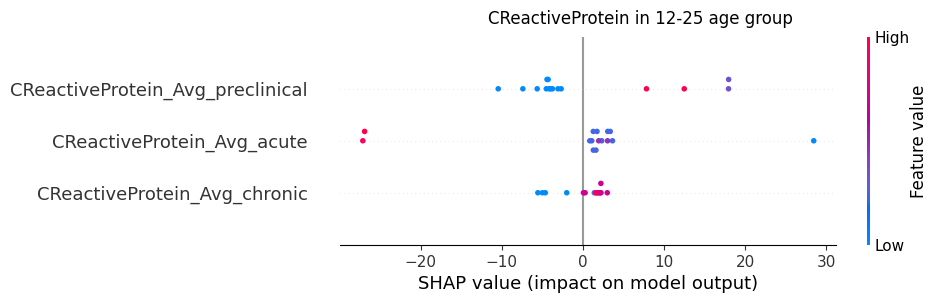 CReactiveProtein in 12-25 age group
High
CReactiveProtein_Avg_preclinical
CReactiveProtein_Avg_acute
CReactiveProtein_Avg_chronic
Feature value
Low
−20 −10 0 10 20 30
SHAP value (impact on model output)